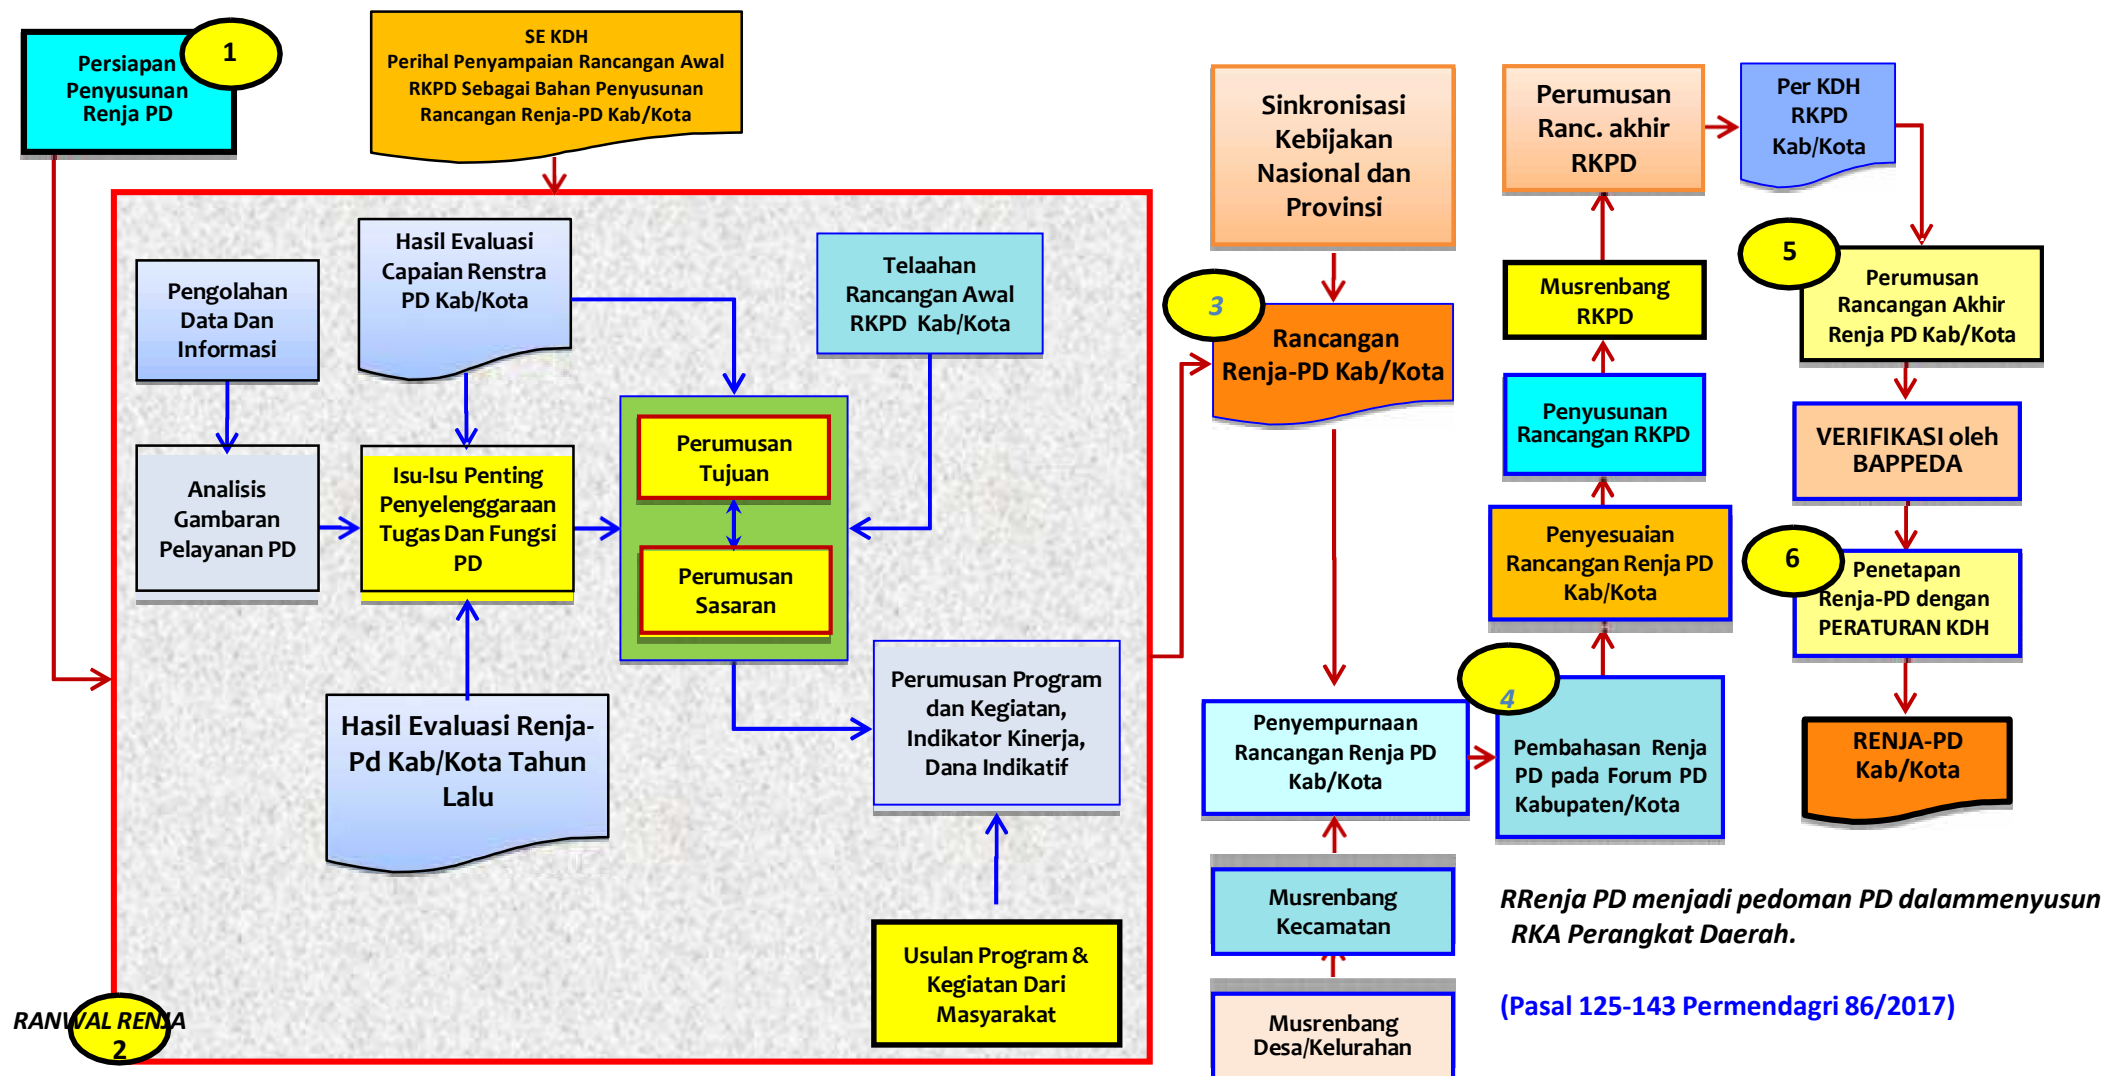 Persiapan
Penyusunan
Renja PD
1
SE KDH
Perihal Penyampaian Rancangan Awal
RKPD Sebagai Bahan Penyusunan
Rancangan Renja-PD Kab/Kota
Pengolahan
Data Dan
Informasi
Hasil Evaluasi
Capaian Renstra
PD Kab/Kota
Telaahan
Rancangan Awal
RKPD Kab/Kota
Analisis
Gambaran
Pelayanan PD
Isu-Isu Penting
Penyelenggaraan
Tugas Dan Fungsi
PD
Perumusan
Tujuan
Perumusan
Sasaran
Hasil Evaluasi Renja-
Pd Kab/Kota Tahun
Lalu
Perumusan Program
dan Kegiatan,
Indikator Kinerja,
Dana Indikatif
Usulan Program &
Kegiatan Dari
Masyarakat
RANWAL RENJA
2
Sinkronisasi
Kebijakan
Nasional dan
Provinsi
3
Rancangan
Renja-PD Kab/Kota
Penyempurnaan
Rancangan Renja PD
Kab/Kota
Musrenbang
Kecamatan
Musrenbang
Desa/Kelurahan
4
Pembahasan Renja
PD pada Forum PD
Kabupaten/Kota
Penyesuaian
Rancangan Renja PD
Kab/Kota
Penyusunan
Rancangan RKPD
Musrenbang
RKPD
Perumusan
Ranc. akhir
RKPD
Per KDH
RKPD
Kab/Kota
5
Perumusan
Rancangan Akhir
Renja PD Kab/Kota
VERIFIKASI oleh
BAPPEDA
6
Penetapan
Renja-PD dengan
PERATURAN KDH
RENJA-PD
Kab/Kota
RRenja PD menjadi pedoman PD dalammenyusun
RKA Perangkat Daerah.
(Pasal 125-143 Permendagri 86/2017)